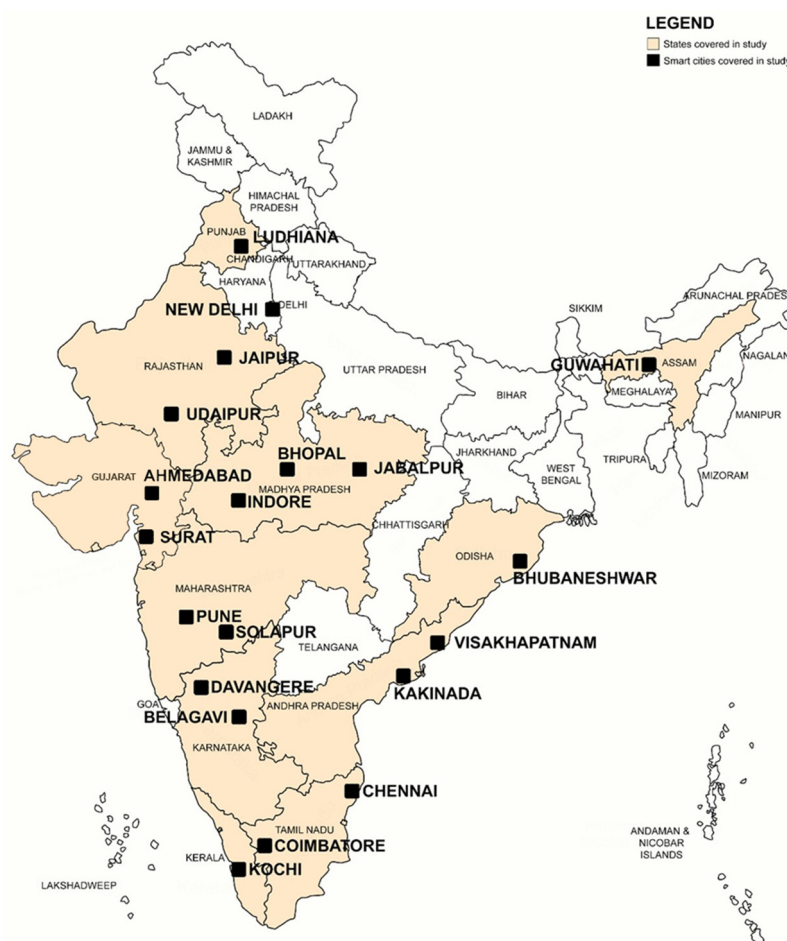 LEGEND
States covered in study
Smart cities covered in study
LADAKH
JAMMU &
KASHMIR
HIMACHAL
PRADESH
PUNJAB
LUDHIANA
CHANDIGARH
UTTARAKHAND
HARYANA
NEW DELHI
DELHI
ARUNACHAL PRADES
SIKKIM
RAJASTHAN
JAIPUR
UTTAR PRADESH
GUWAHATI
ASSAM
NAGALAN
MEGHALAYA
BIHAR
MANIPUR
UDAIPUR
BHOPAL
JHARKHAND
TRIPURA
GUJARAT
AHMEDABAD
JABALPUR
WEST
BENGAL
MIZORAM
MADHYA PRADESH
INDORE
CHHATTISGARH
SURAT
ODISHA
BHUBANESHWAR
MAHARASHTRA
PUNE
SOLAPUR
TELANGANA
VISAKHAPATNAM
DAVANGERE
KAKINADA
GOA
BELAGAVI
ANDHRA PRADESH
KARNATAKA
CHENNAI
TAMIL NADU
COIMBATORE
ANDAMAN &
NICOBAR
ISLANDS
KERALA
KOCHI
LAKSHADWEEP